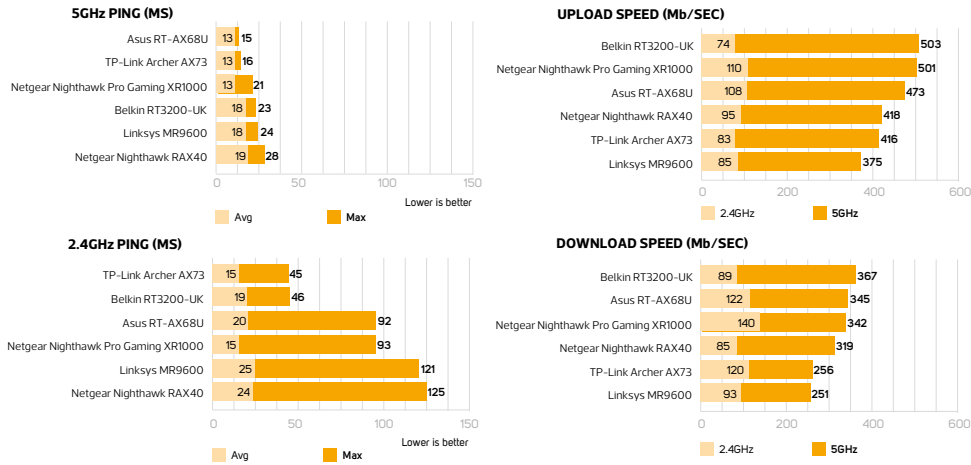 5GHz PING (MS)
Asus RT-AX68U 13 15
TP-Link Archer AX73 13 16
Netgear Nighthawk Pro Gaming XR1000 13 21
Belkin RT3200-UK 18 23
Linksys MR9600 18 24
Netgear Nighthawk RAX40 19 28
0 50 100 150
Lower is better
Avg Max
UPLOAD SPEED (Mb/SEC)
Belkin RT3200-UK 74 503
Netgear Nighthawk Pro Gaming XR1000 110 501
Asus RT-AX68U 108 473
Netgear Nighthawk RAX40 95 418
TP-Link Archer AX73 83 416
Linksys MR9600 85 375
0 200 400 600
2.4GHz 5GHz
2.4GHz PING (MS)
TP-Link Archer AX73 15 45
Belkin RT3200-UK 19 46
Asus RT-AX68U 20 92
Netgear Nighthawk Pro Gaming XR1000 15 93
Linksys MR9600 25 121
Netgear Nighthawk RAX40 24 125
0 50 100 150
Lower is better
Avg Max
DOWNLOAD SPEED (Mb/SEC)
Belkin RT3200-UK 89 367
Asus RT-AX68U 122 345
Netgear Nighthawk Pro Gaming XR1000 140 342
Netgear Nighthawk RAX40 85 319
TP-Link Archer AX73 120 256
Linksys MR9600 93 251
0 200 400 600
2.4GHz 5GHz